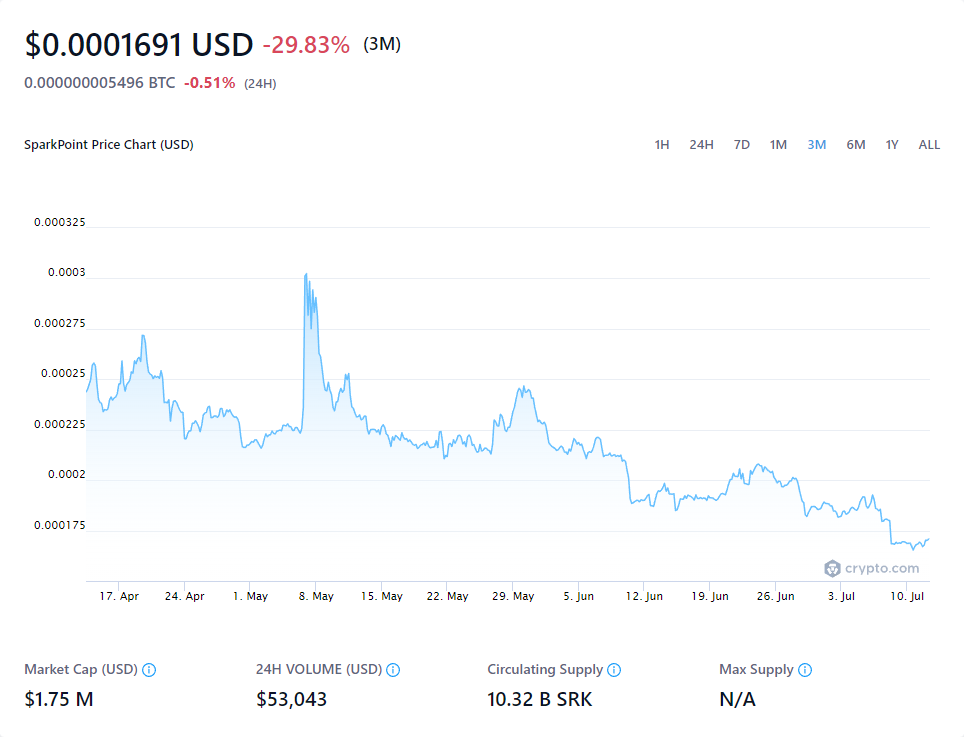 $0.0001691 USD -29.83% (3M)
0.000000005496 BTC -0.51% (24H)
SparkPoint Price Chart (USD) 1H 24H 7D 1M 3M 6M 1Y ALL
0.000325
0.0003
0.000275
0.00025
0.000225
0.0002
0.000175
crypto.com
17. Apr 24. Apr 1. May 8. May 15. May 22. May 29. May 5. Jun 12. Jun 19. Jun 26. Jun 3. Jul 10. Jul
Market Cap (USD) 24H VOLUME (USD) Circulating Supply Max Supply
$1.75 M $53,043 10.32 B SRK N/A